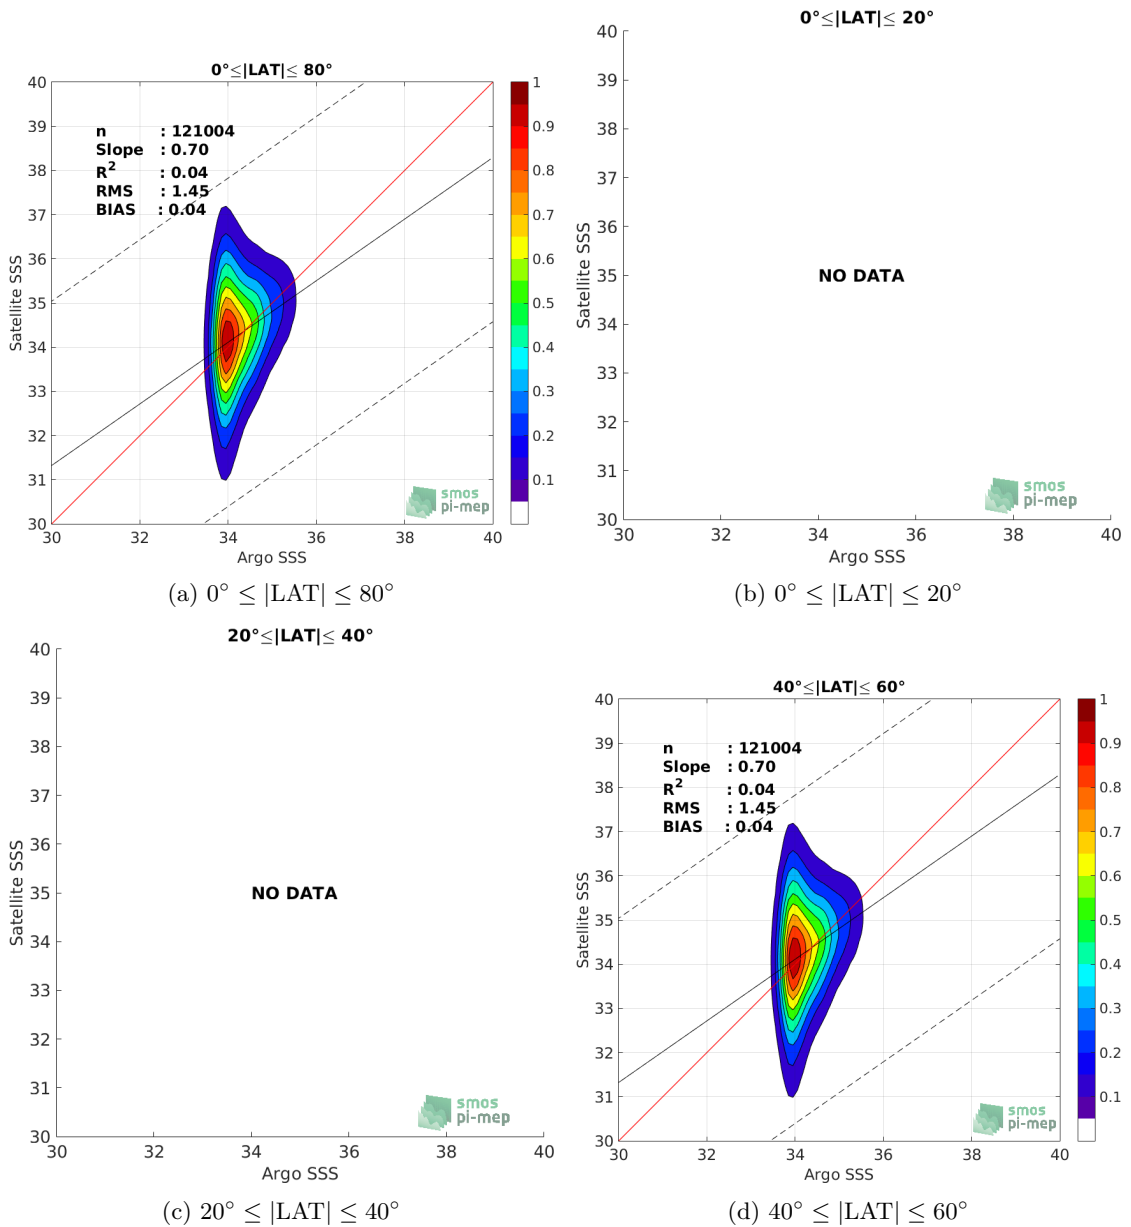 0°≤|LAT|≤ 80°
40
39
38
37
36
35
34
33
32
31
30
Satellite SSS
n : 121004
Slope : 0.70
R² : 0.04
RMS : 1.45
BIAS : 0.04
1
0.9
0.8
0.7
0.6
0.5
0.4
0.3
0.2
0.1
smos
pi-mep
30 32 34 36 38 40
Argo SSS
(a) 0° ≤ |LAT| ≤ 80°
0°≤|LAT|≤ 20°
40
39
38
37
36
35
34
33
32
31
30
Satellite SSS
NO DATA
smos
pi-mep
30 32 34 36 38 40
Argo SSS
(b) 0° ≤ |LAT| ≤ 20°
20°≤|LAT|≤ 40°
40
39
38
37
36
35
34
33
32
31
30
Satellite SSS
NO DATA
smos
pi-mep
30 32 34 36 38 40
Argo SSS
(c) 20° ≤ |LAT| ≤ 40°
40°≤|LAT|≤ 60°
40
39
38
37
36
35
34
33
32
31
30
Satellite SSS
n : 121004
Slope : 0.70
R² : 0.04
RMS : 1.45
BIAS : 0.04
1
0.9
0.8
0.7
0.6
0.5
0.4
0.3
0.2
0.1
smos
pi-mep
30 32 34 36 38 40
Argo SSS
(d) 40° ≤ |LAT| ≤ 60°